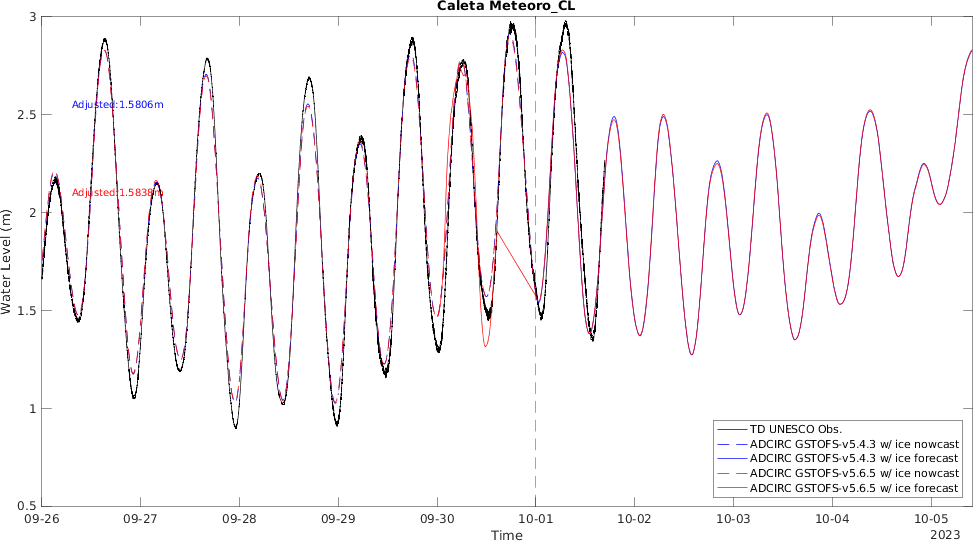 Caleta Meteoro_CL
3
2.5
2
1.5
1
0.5
Water Level (m)
Adjusted:1.5806m
Adjusted:1.5838m
TD UNESCO Obs.
ADCIRC GSTOFS-v5.4.3 w/ ice nowcast
ADCIRC GSTOFS-v5.4.3 w/ ice forecast
ADCIRC GSTOFS-v5.6.5 w/ ice nowcast
ADCIRC GSTOFS-v5.6.5 w/ ice forecast
09-26 09-27 09-28 09-29 09-30 10-01 10-02 10-03 10-04 10-05
Time
2023